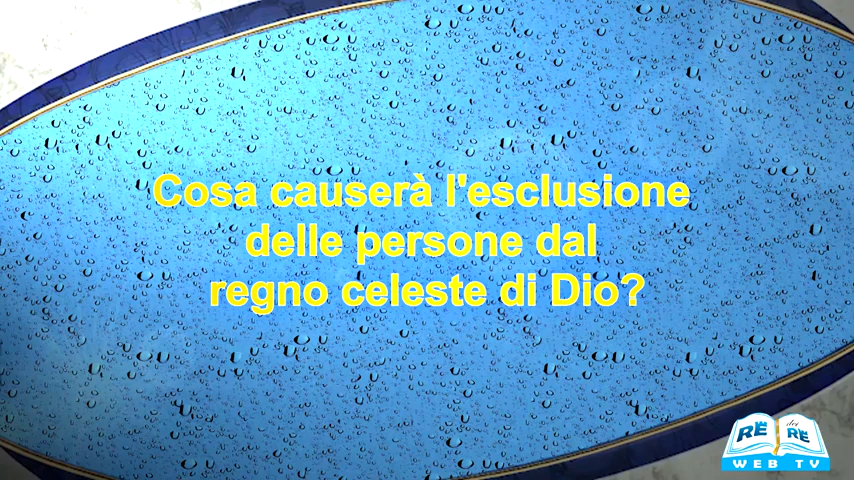 Cosa causerà l'esclusione
delle persone dal
regno celeste di Dio?
RE dei RE
WEB TV